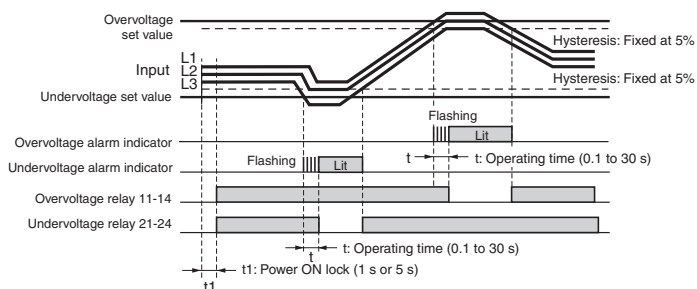 Overvoltage
set value
Hysteresis: Fixed at 5%
L1
Input
L2
L3
Hysteresis: Fixed at 5%
Undervoltage set value
Flashing
Overvoltage alarm indicator
Lit
t
t: Operating time (0.1 to 30 s)
Flashing
Undervoltage alarm indicator
Lit
Overvoltage relay 11-14
Undervoltage relay 21-24
t
t: Operating time (0.1 to 30 s)
t1: Power ON lock (1 s or 5 s)
t1